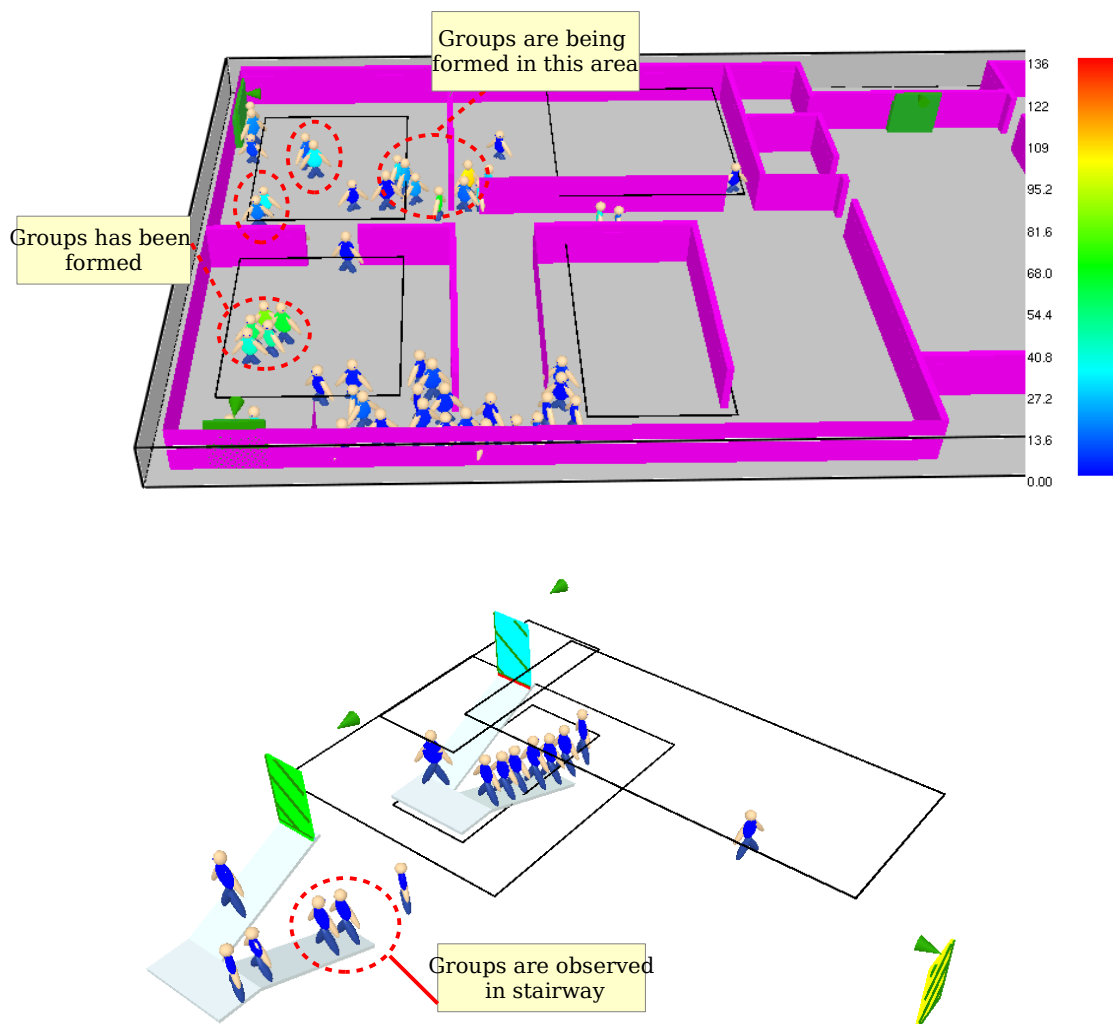 Groups are being
formed in this area
136
122
109
95.2
81.6
68.0
54.4
40.8
27.2
13.6
0.00
Groups has been
formed
Groups are observed
in stairway